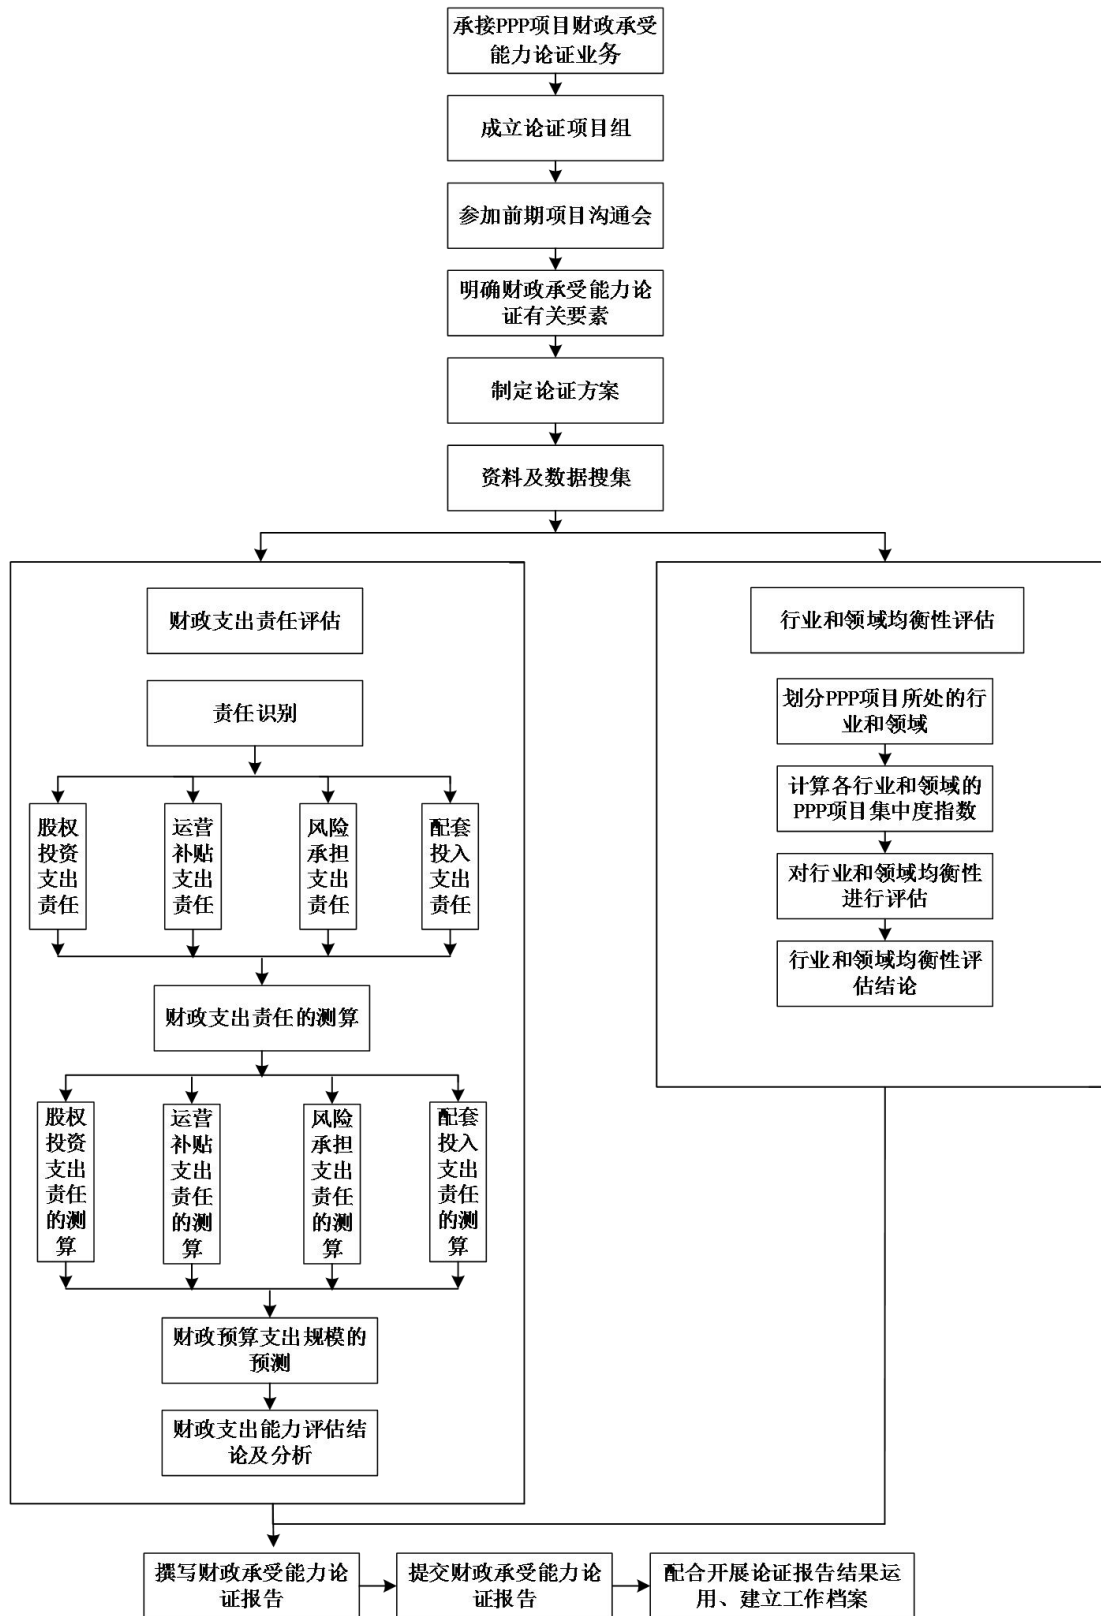 承接PPP项目财政承受
能力论证业务
成立论证项目组
参加前期项目沟通会
明确财政承受能力论
证有关要素
制定论证方案
资料及数据搜集
财政支出责任评估
责任识别
股权
投资
支出
责任
运营
补贴
支出
责任
风险
承担
支出
责任
配套
投入
支出
责任
财政支出责任的测算
股权
投资
支出
责任
的测
算
运营
补贴
支出
责任
的测
算
风险
承担
支出
责任
的测
算
配套
投入
支出
责任
的测
算
财政预算支出规模的
预测
财政支出能力评估结
论及分析
行业和领域均衡性评估
划分PPP项目所处的行
业和领域
计算各行业和领域的
PPP项目集中度指数
对行业和领域均衡性
进行评估
行业和领域均衡性评
估结论
撰写财政承受能力论
证报告
提交财政承受能力论
证报告
配合开展论证报告结果运
用、建立工作档案